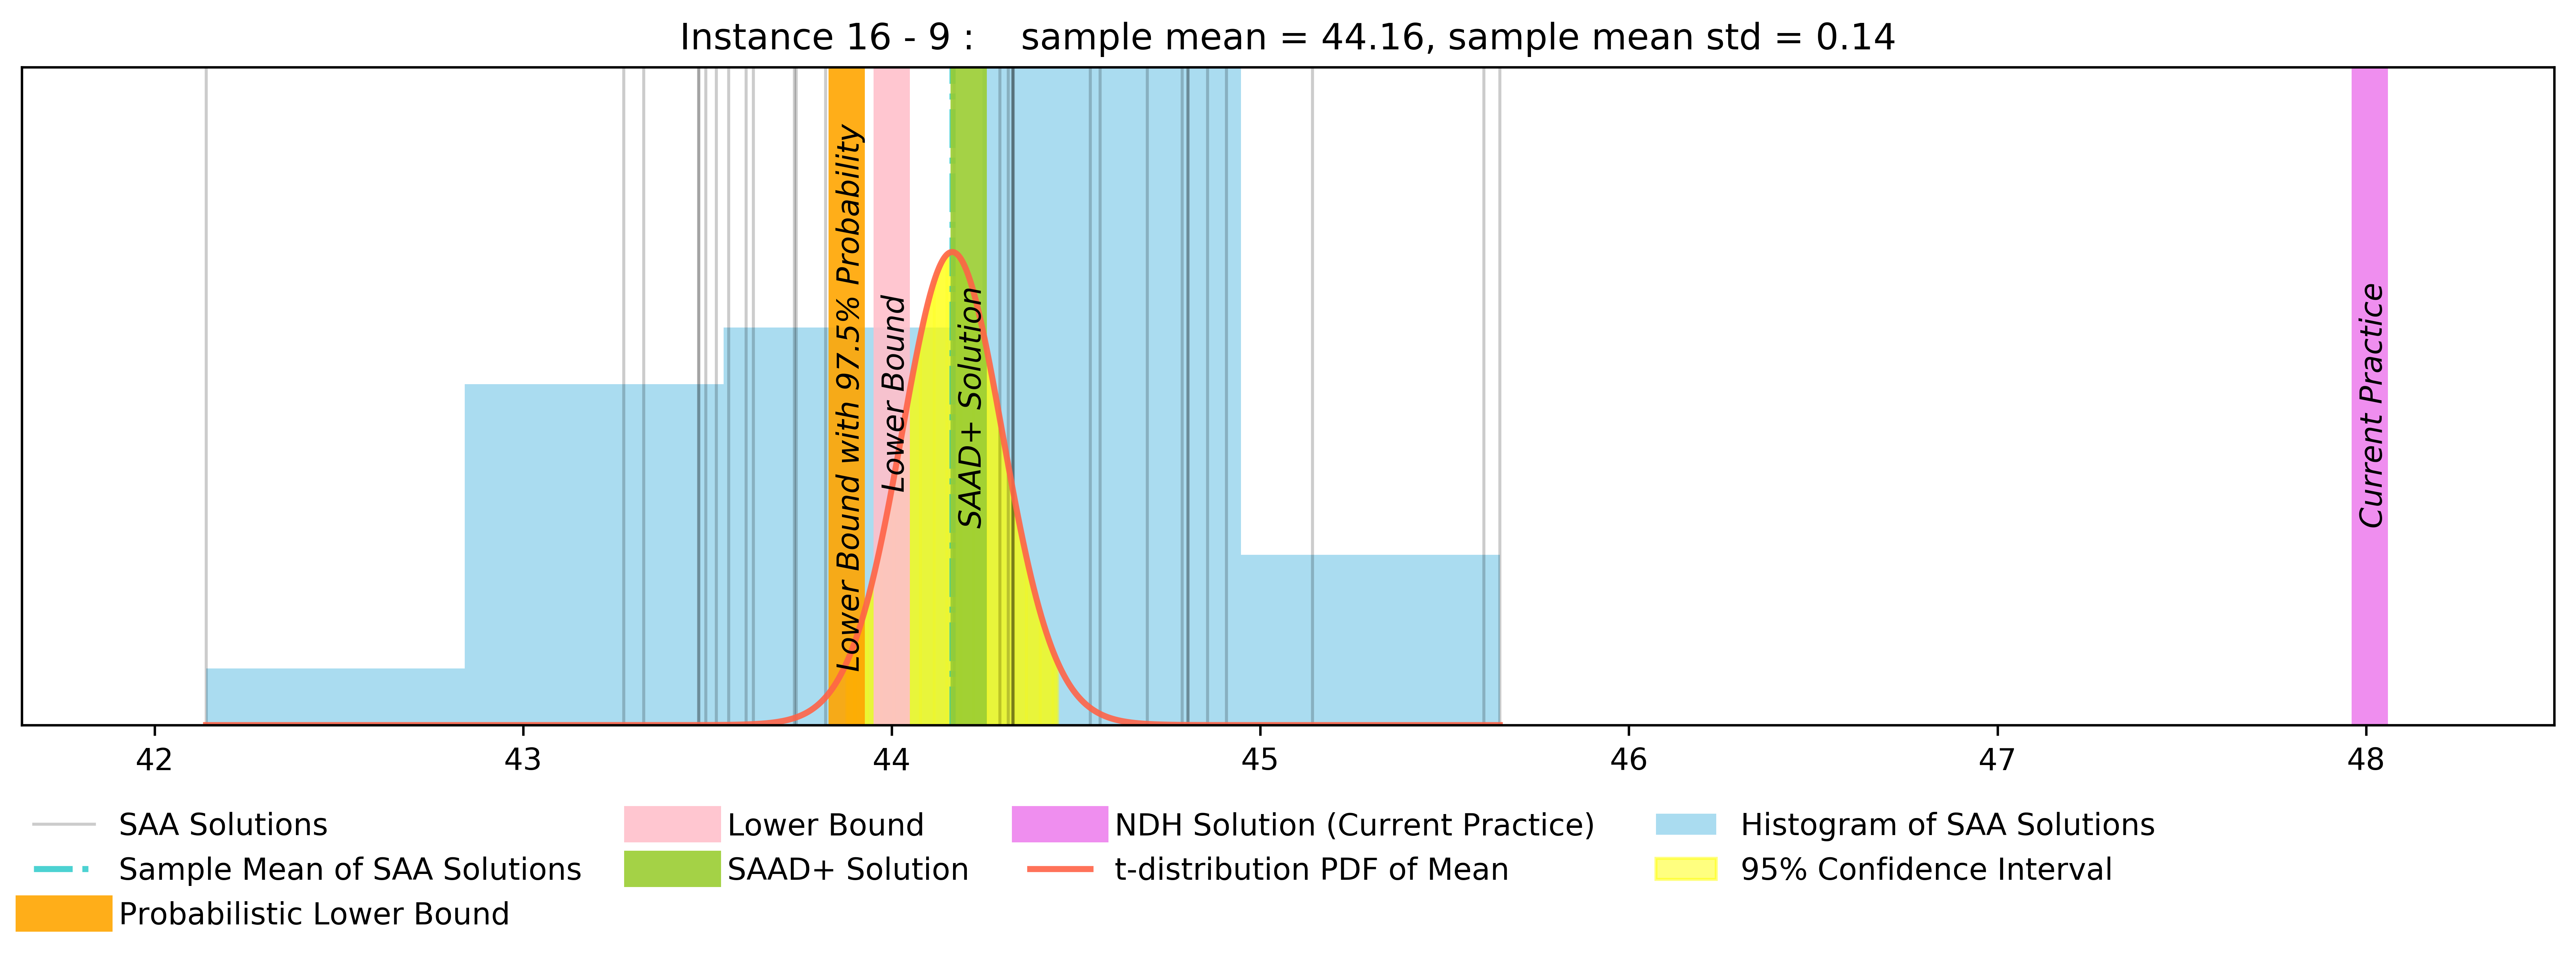 Instance 16 - 9 :    sample mean = 44.16, sample mean std = 0.14
Lower Bound with 97.5% Probability
Lower Bound
SAAD+ Solution
Current Practice
42 43 44 45 46 47 48
SAA Solutions
Sample Mean of SAA Solutions
Probabilistic Lower Bound
Lower Bound
SAAD+ Solution
NDH Solution (Current Practice)
t-distribution PDF of Mean
Histogram of SAA Solutions
95% Confidence Interval